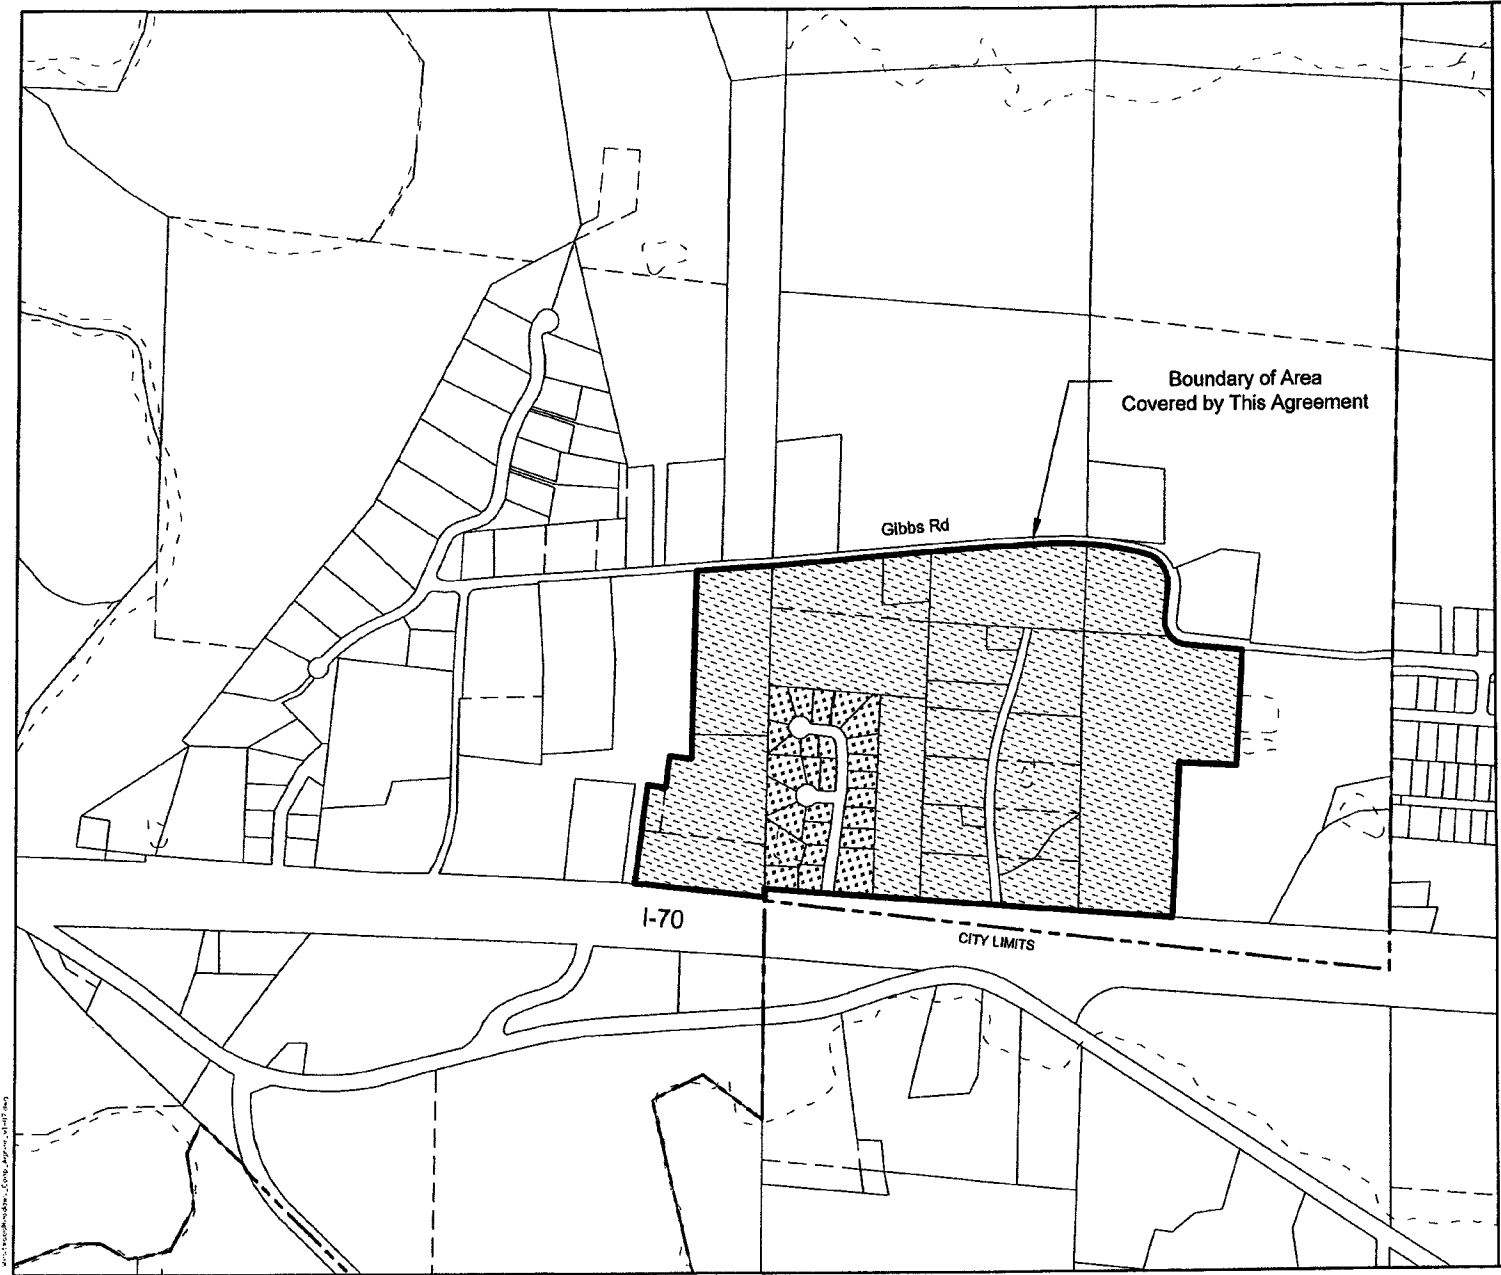 Boundary of Area
Covered by This Agreement
Gibbs Rd
I-70
CITY LIMITS